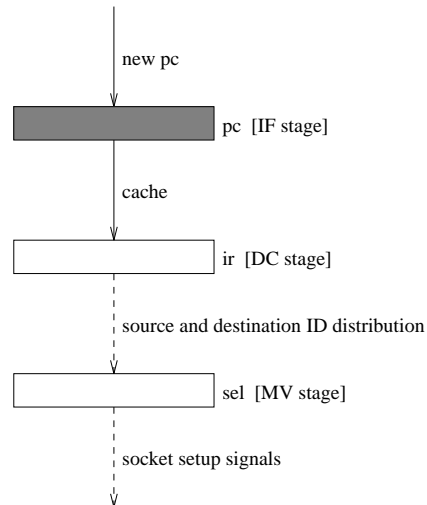 new pc
pc [IF stage]
cache
ir [DC stage]
source and destination ID distribution
sel [MV stage]
socket setup signals